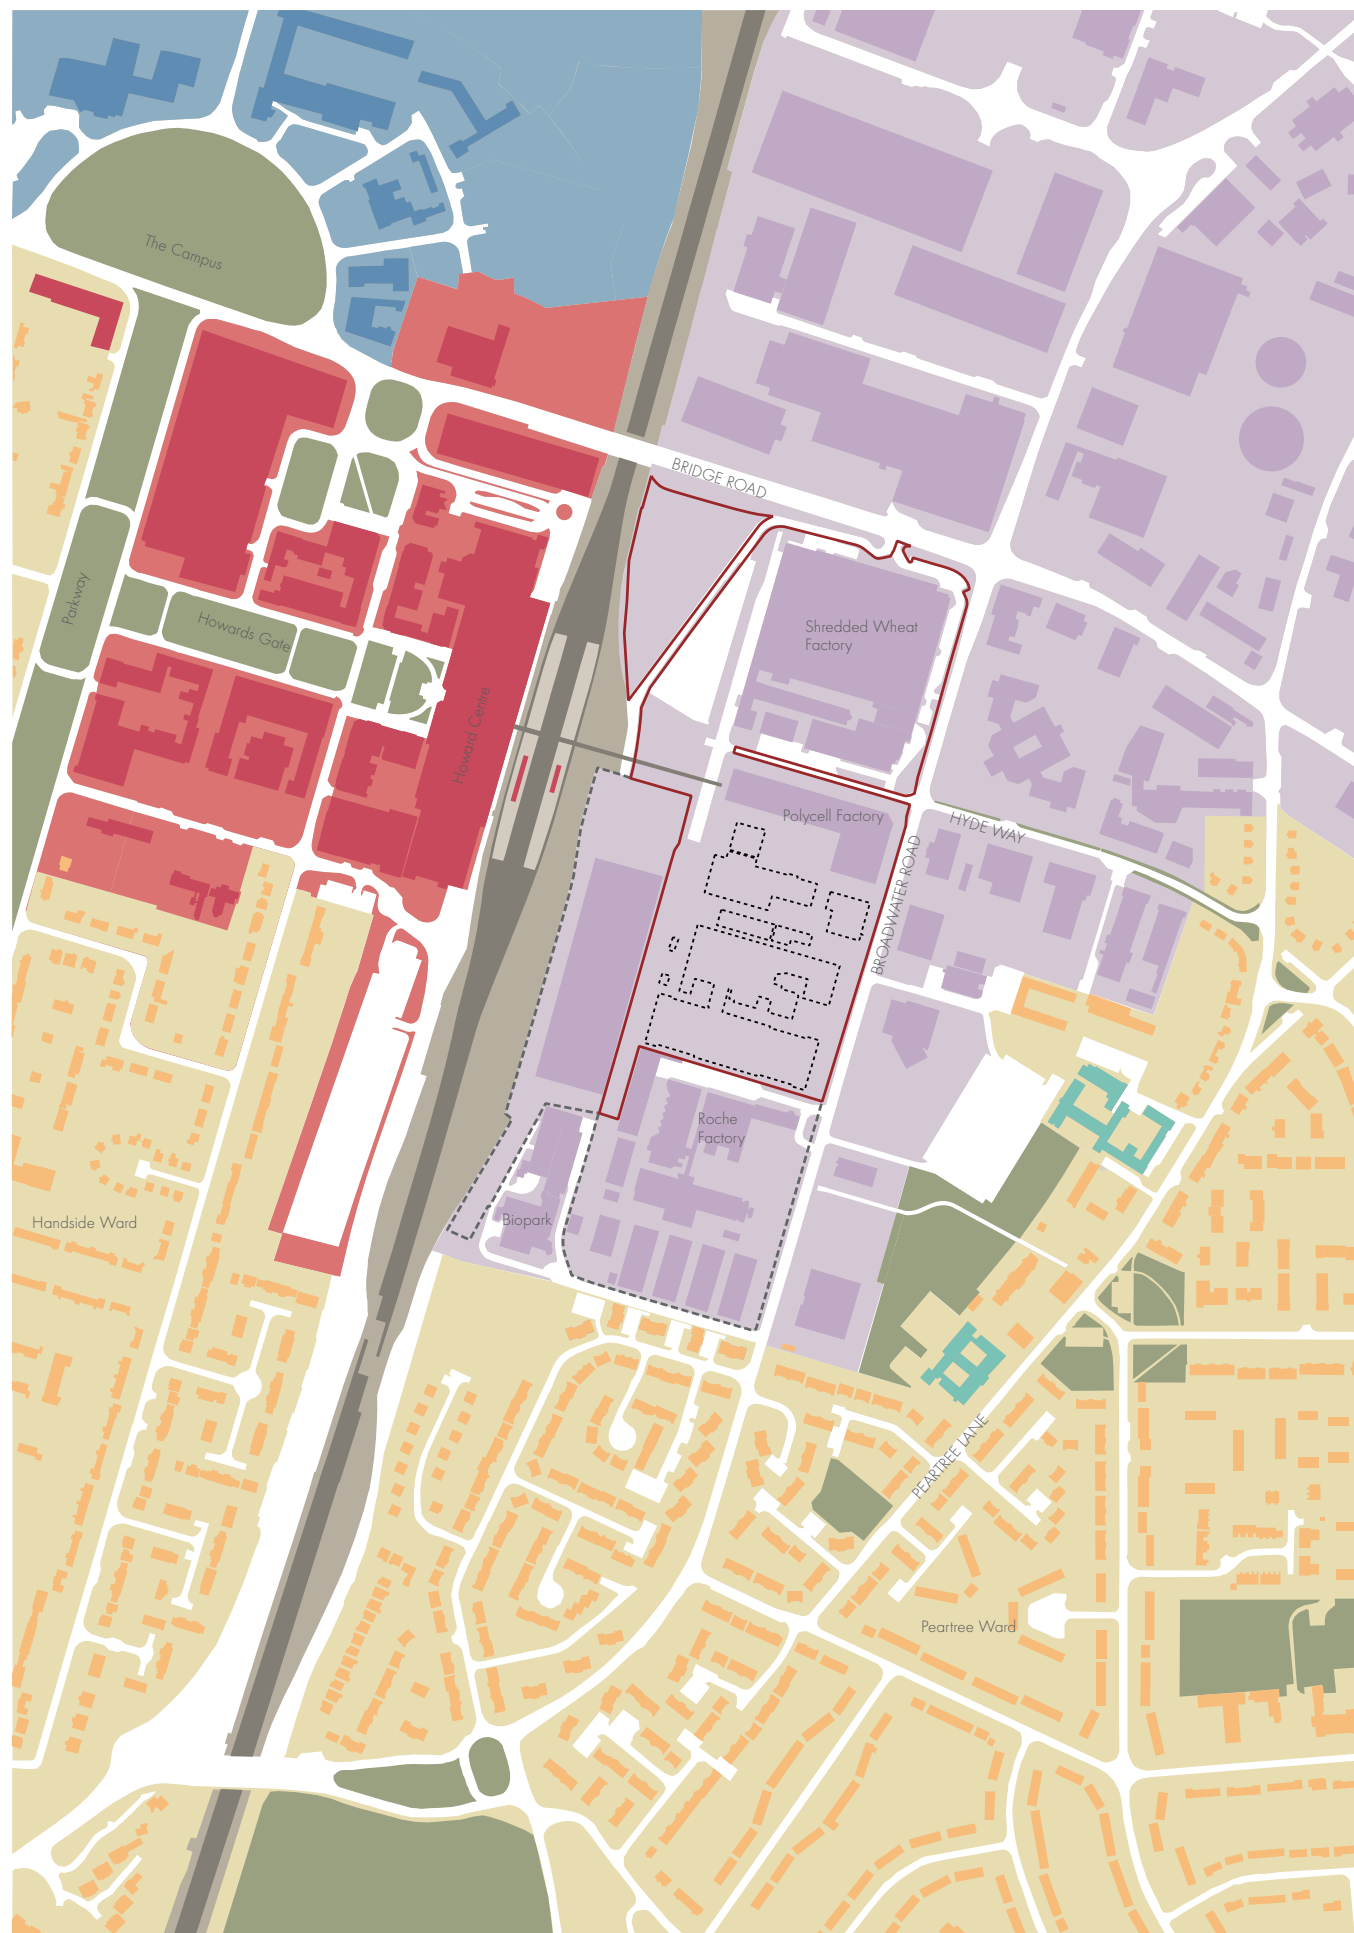 The Campus
BRIDGE ROAD
Parkway
Howards Gate
Shredded Wheat
Factory
Howard Centre
Polycell Factory
HYDE WAY
BROADWATER ROAD
Roche
Factory
Handside Ward
Biopark
PEARTREE LANE
Peartree Ward